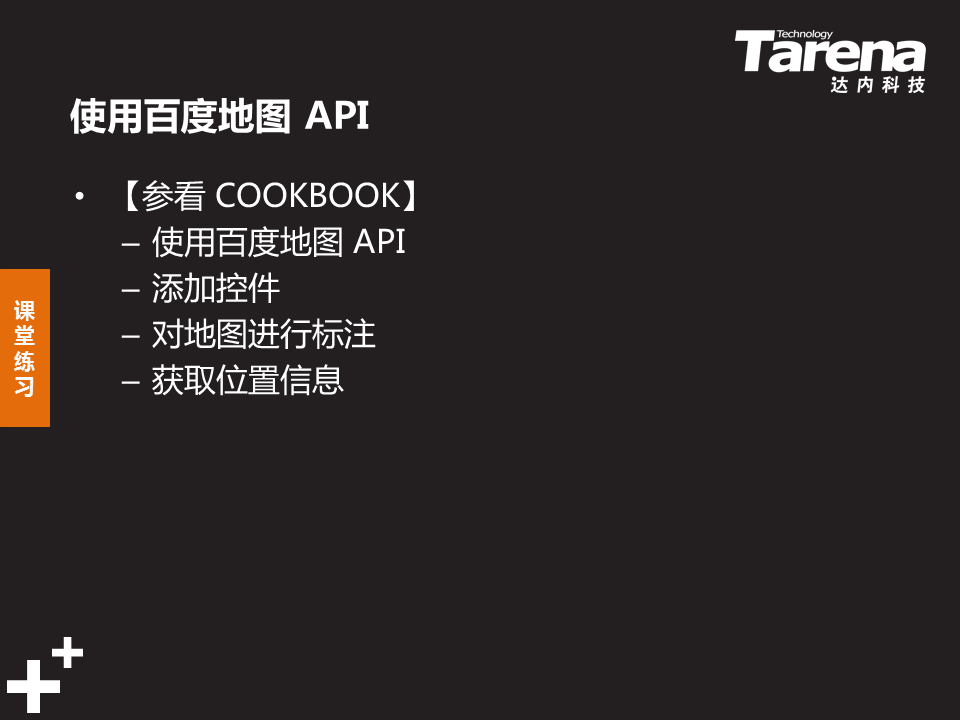 Technology
Tarena
达内科技
使用百度地图 API
• 【参看 COOKBOOK】
– 使用百度地图 API
– 添加控件
– 对地图进行标注
– 获取位置信息
课
堂
练
习